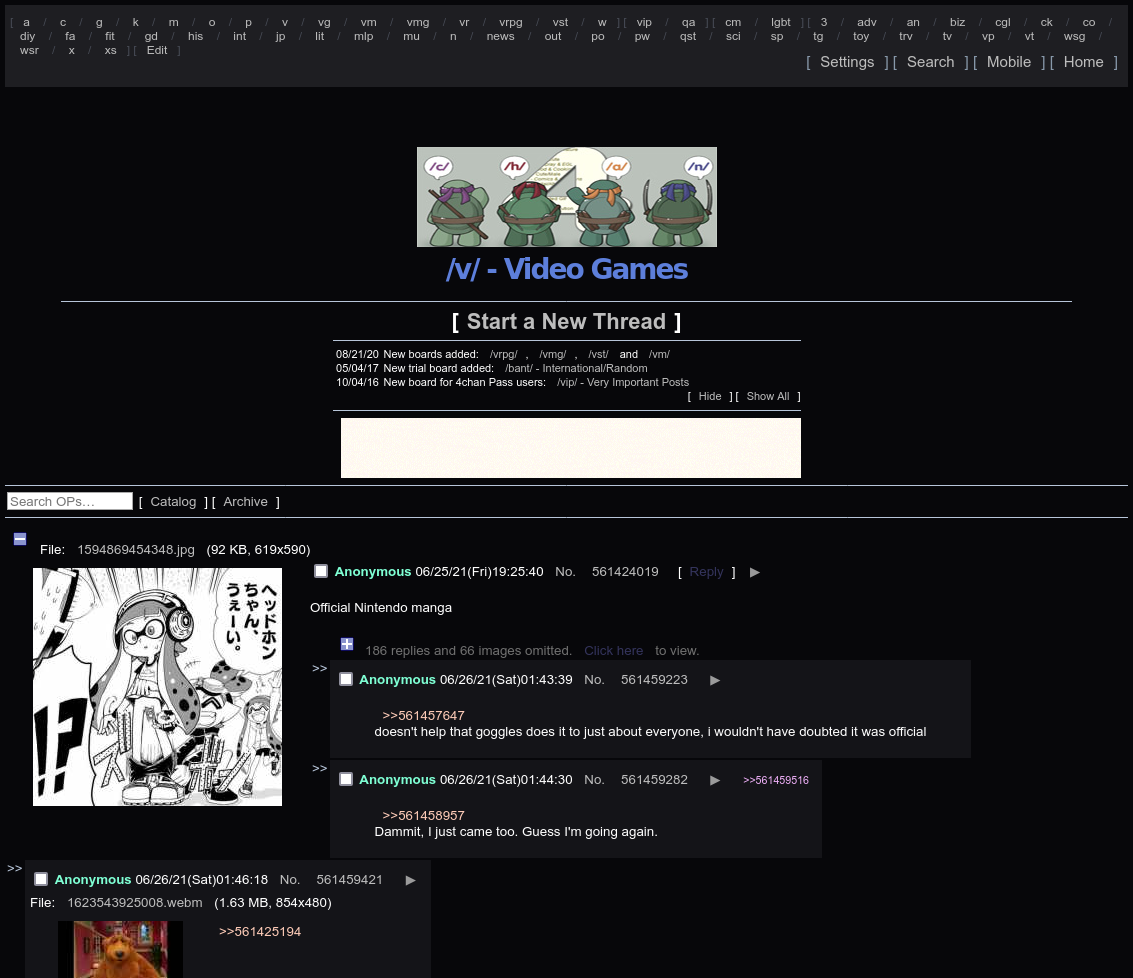 [ a / c / g / k / m / o / p / v / vg / vm / vmg / vr / vrpg / vst / w ] [ vip / qa ] [ cm / lgbt ] [ 3 / adv / an / biz / cgl / ck / co /
diy / fa / fit / gd / his / int / jp / lit / mlp / mu / n / news / out / po / pw / qst / sci / sp / tg / toy / trv / tv / vp / vt / wsg /
wsr / x / xs ] [ Edit ]
[ Settings ] [ Search ] [ Mobile ] [ Home ]
/c/ /h/ /a/ /n/
/v/ - Video Games
[ Start a New Thread ]
08/21/20 New boards added: /vrpg/ , /vmg/ , /vst/ and /vm/
05/04/17 New trial board added: /bant/ - International/Random
10/04/16 New board for 4chan Pass users: /vip/ - Very Important Posts
[ Hide ] [ Show All ]
Search OPs… [ Catalog ] [ Archive ]
File: 1594869454348.jpg (92 KB, 619x590)
ヘッドホン
ちゃん、
うぇーい。
!?
Anonymous 06/25/21(Fri)19:25:40 No. 561424019 [ Reply ] ▶
Official Nintendo manga
186 replies and 66 images omitted. Click here to view.
>> Anonymous 06/26/21(Sat)01:43:39 No. 561459223 ▶
>>561457647
doesn't help that goggles does it to just about everyone, i wouldn't have doubted it was official
>> Anonymous 06/26/21(Sat)01:44:30 No. 561459282 ▶ >>561459516
>>561458957
Dammit, I just came too. Guess I'm going again.
>> Anonymous 06/26/21(Sat)01:46:18 No. 561459421 ▶
File: 1623543925008.webm (1.63 MB, 854x480)
>>561425194